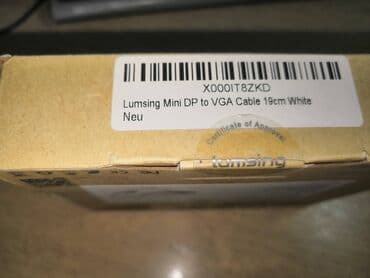 X000IT8ZKD
Lumsing Mini DP to VGA Cable 19cm White
Neu
Certificate of Approval
lumsing